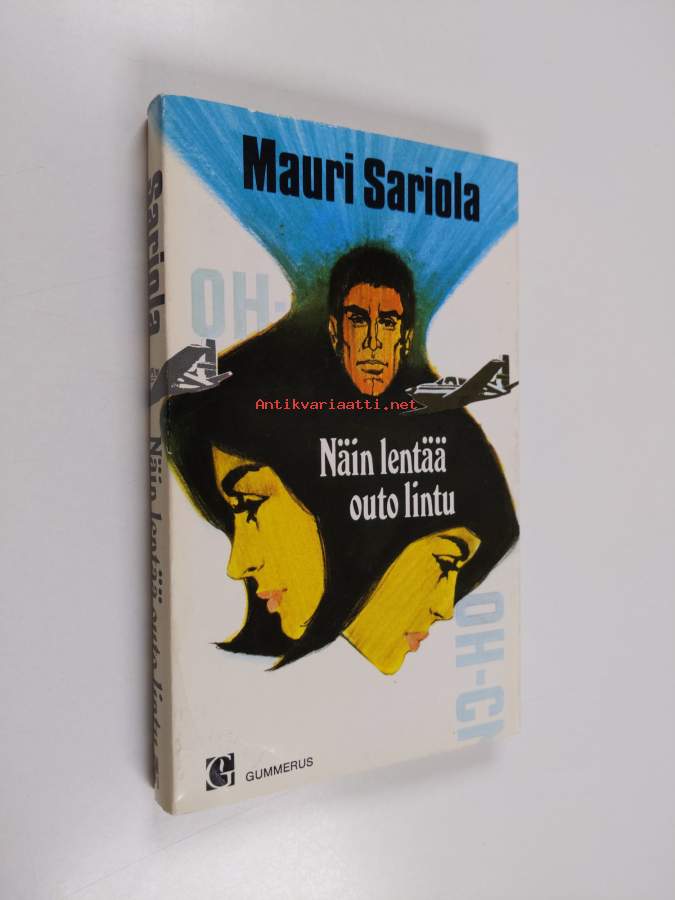 Mauri Sariola
OH-
Antikvariaatti.net
Näin lentää
outo lintu
OH-C
G GUMMERUS
Sariola
Näin lentää outo lintu